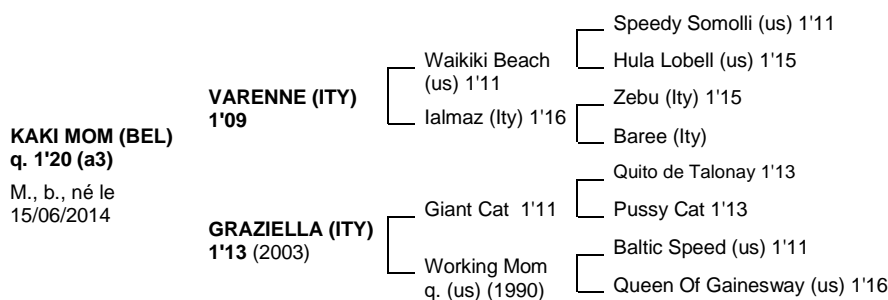 KAKI MOM (BEL)
q. 1'20 (a3)
M., b., né le
15/06/2014
VARENNE (ITY)
1'09
GRAZIELLA (ITY)
1'13 (2003)
Waikiki Beach
(us) 1'11
Ialmaz (Ity) 1'16
Giant Cat 1'11
Working Mom
q. (us) (1990)
Speedy Somolli (us) 1'11
Hula Lobell (us) 1'15
Zebu (Ity) 1'15
Baree (Ity)
Quito de Talonay 1'13
Pussy Cat 1'13
Baltic Speed (us) 1'11
Queen Of Gainesway (us) 1'16